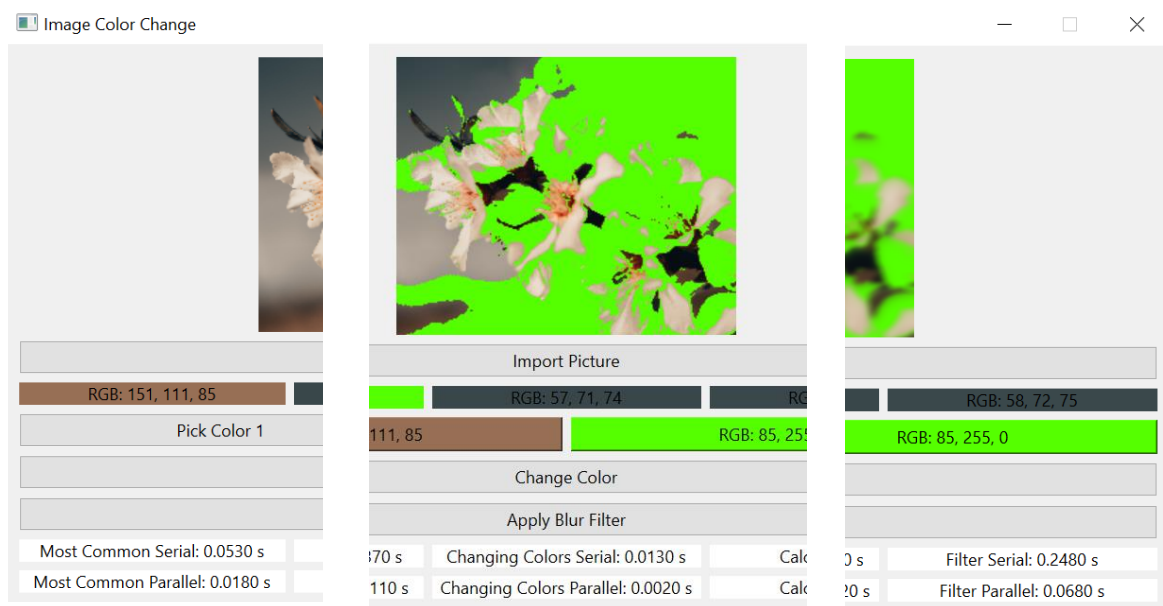 Image Color Change
Import Picture
RGB: 151, 111, 85
RGB: 57, 71, 74
RGB: 58, 72, 75
Pick Color 1
111, 85
RGB: 85, 255
RGB: 85, 255, 0
Change Color
Apply Blur Filter
Most Common Serial: 0.0530 s
70 s
Changing Colors Serial: 0.0130 s
0 s
Filter Serial: 0.2480 s
Most Common Parallel: 0.0180 s
110 s
Changing Colors Parallel: 0.0020 s
20 s
Filter Parallel: 0.0680 s